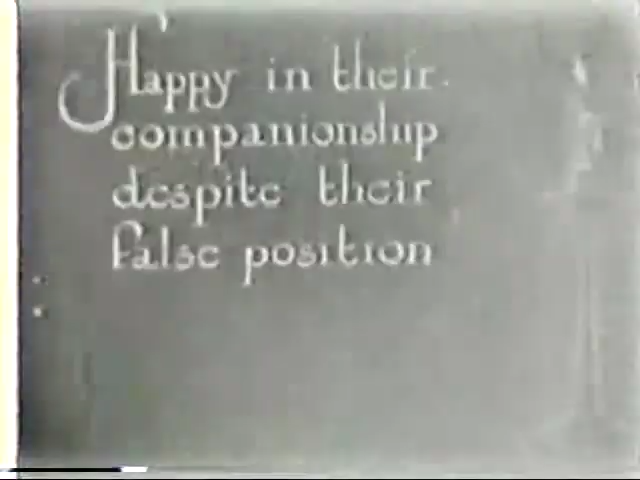 Happy in their
companionship
despite their
false position